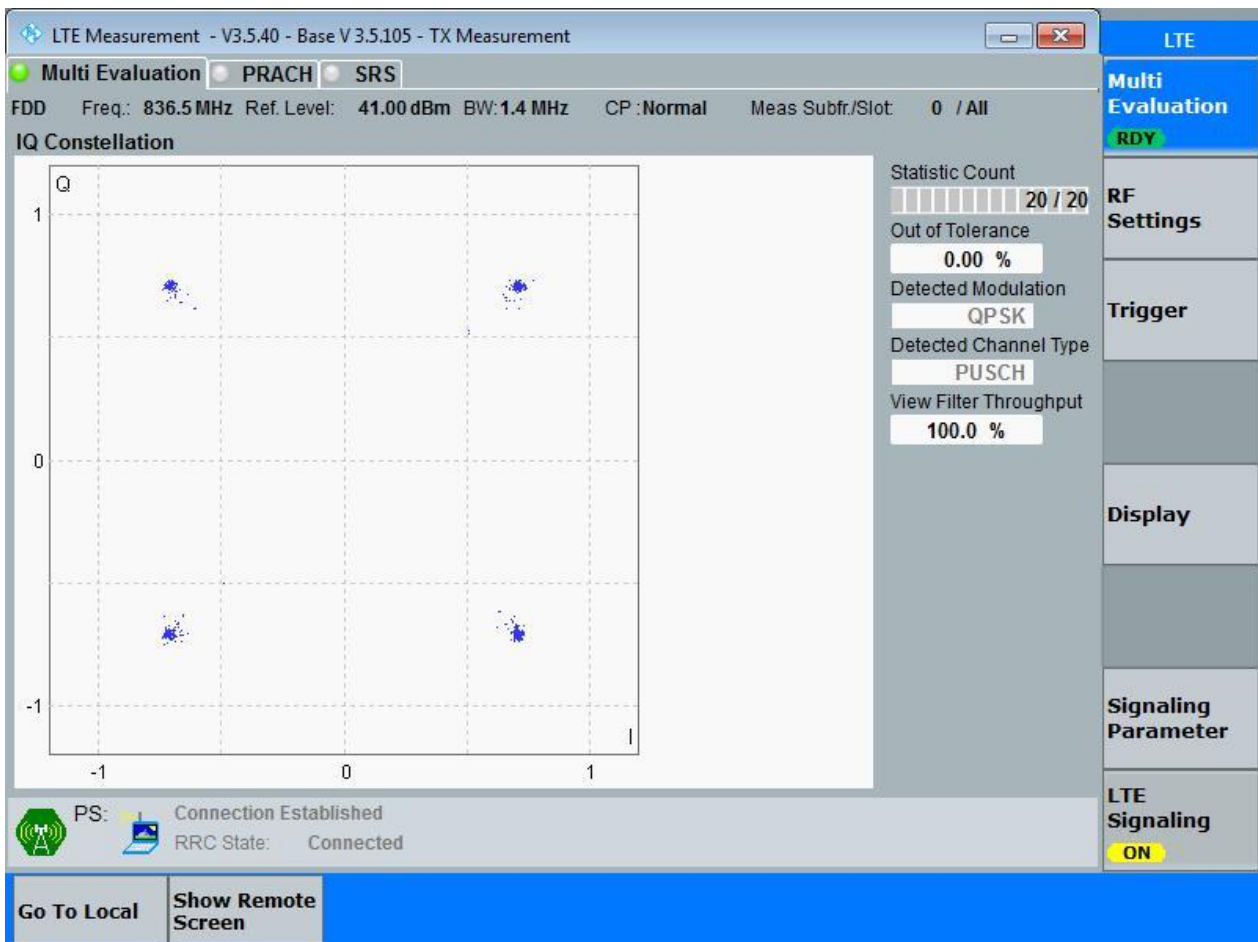 LTE Measurement - V3.5.40 - Base V 3.5.105 - TX Measurement
LTE
Multi Evaluation PRACH SRS
FDD Freq.: 836.5 MHz Ref. Level: 41.00 dBm BW: 1.4 MHz CP : Normal Meas Subfr./Slot: 0 / All
IQ Constellation
Q
1
0
-1
I
-1 0 1
Statistic Count
20 / 20
Out of Tolerance
0.00 %
Detected Modulation
QPSK
Detected Channel Type
PUSCH
View Filter Throughput
100.0 %
Multi
Evaluation
RDY
RF
Settings
Trigger
Display
Signaling
Parameter
LTE
Signaling
ON
PS: Connection Established
RRC State: Connected
Go To Local
Show Remote
Screen